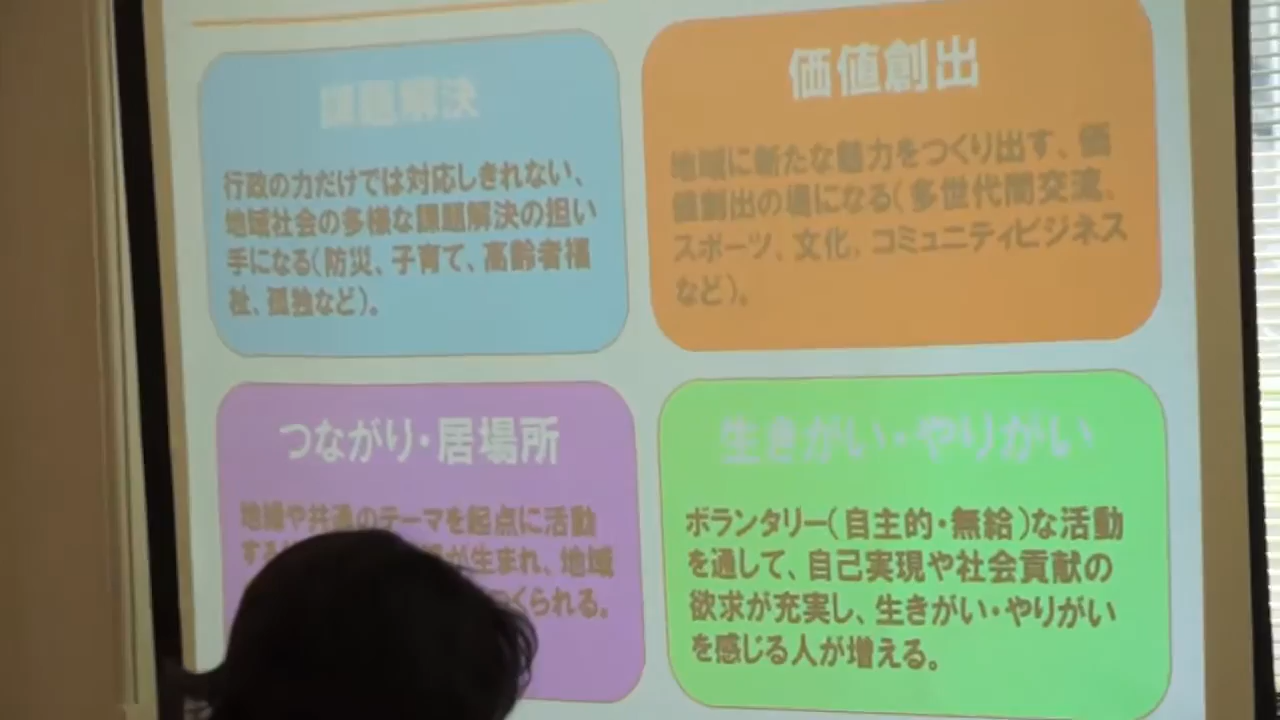 課題解決
行政の力だけでは対応しきれない、
地域社会の多様な課題解決の担い
手になる(防災、子育て、高齢者福
祉、孤独など)。
価値創出
地域に新たな魅力をつくり出す、価
値創出の場になる(多世代間交流、
スポーツ、文化、コミュニティビジネス
など)。
つながり・居場所
地縁や共通のテーマを起点に活動
する が生まれ、地域
くられる。
生きがい・やりがい
ボランタリー(自主的・無給)な活動
を通して、自己実現や社会貢献の
欲求が充実し、生きがい・やりがい
を感じる人が増える。